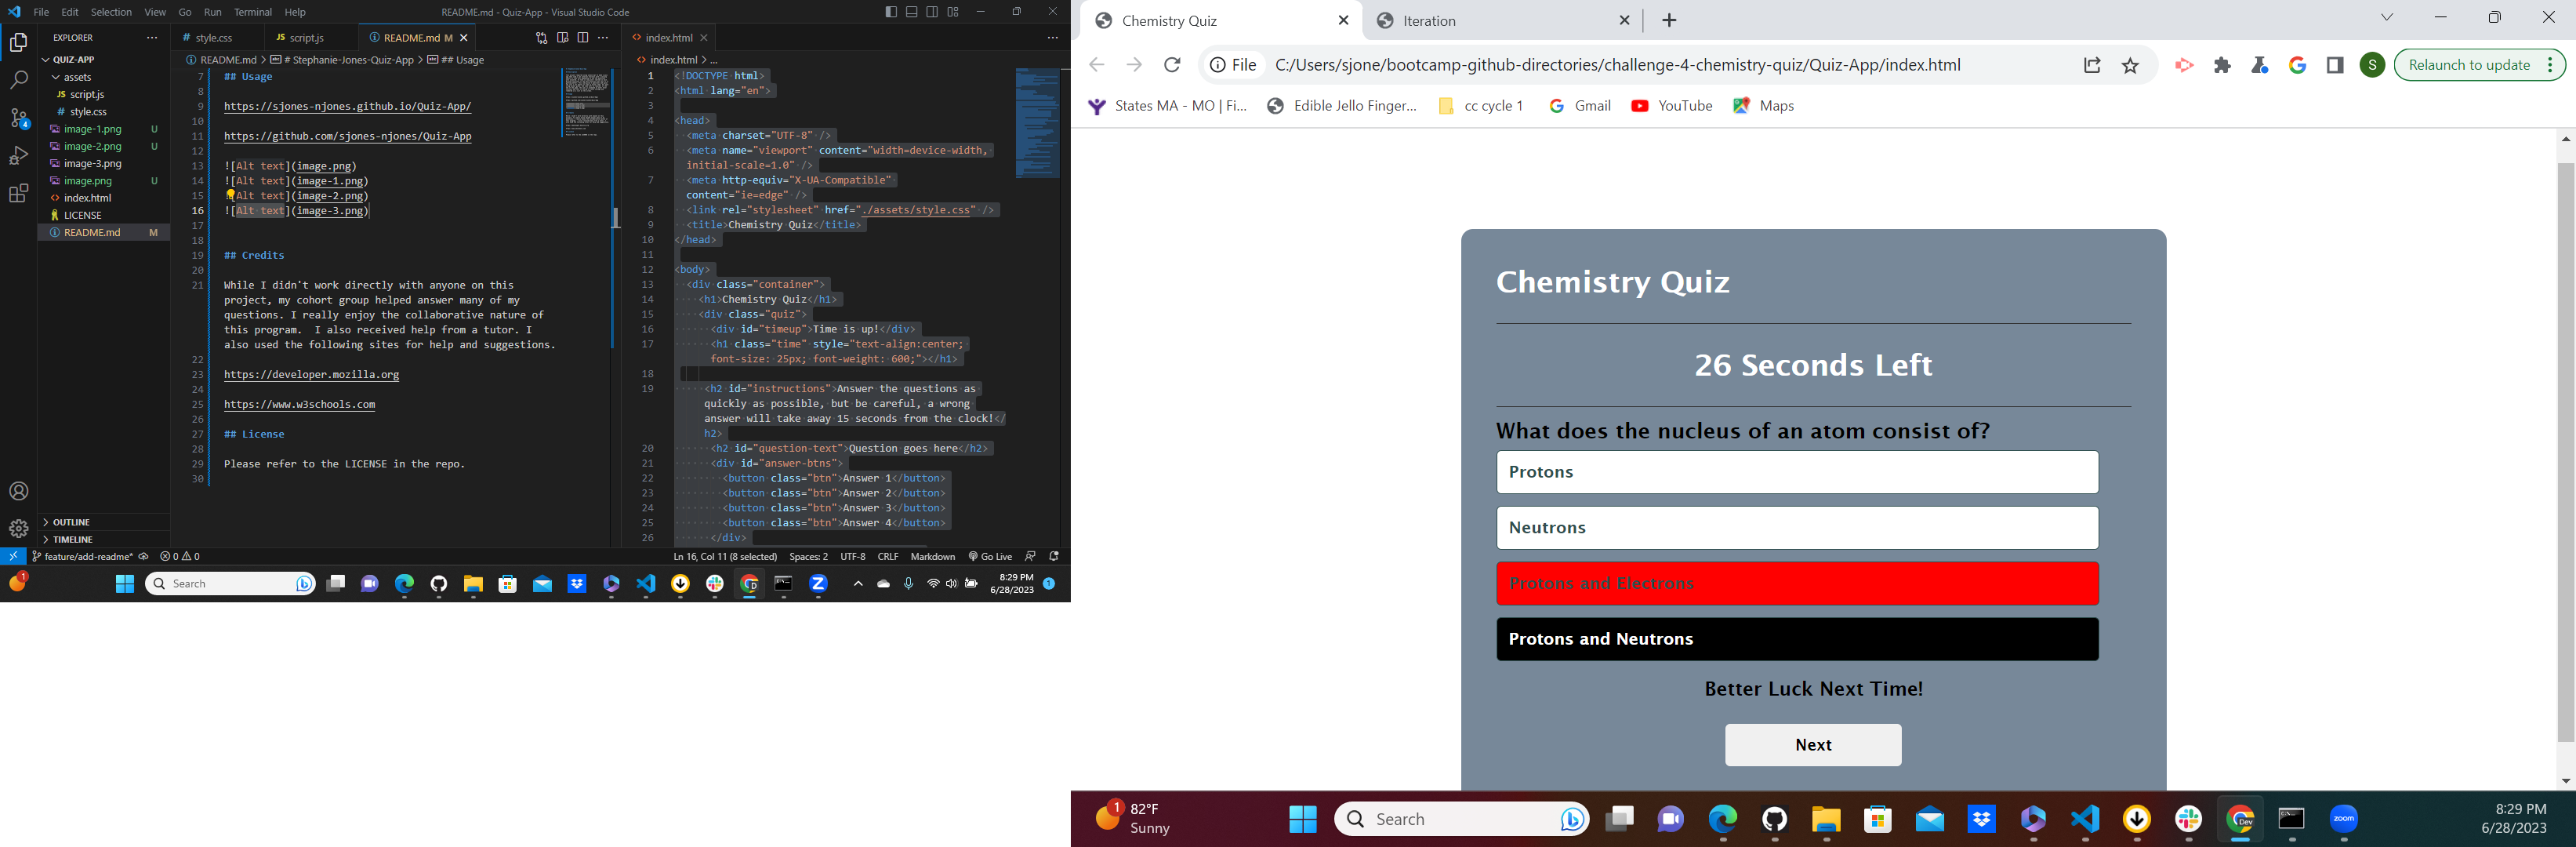 File Edit Selection View Go Run Terminal Help
README.md - Quiz-App - Visual Studio Code
EXPLORER
QUIZ-APP
assets
JS script.js
# style.css
image-1.png U
image-2.png U
image-3.png
image.png U
index.html
LICENSE
README.md M
OUTLINE
TIMELINE
4
# style.css
JS script.js
README.md M
README.md > # Stephanie-Jones-Quiz-App > ## Usage
7 ## Usage
8
9 https://sjones-njones.github.io/Quiz-App/
10
11 https://github.com/sjones-njones/Quiz-App
12
13 ![Alt text](image.png)
14 ![Alt text](image-1.png)
15 ![Alt text](image-2.png)
16 ![Alt text](image-3.png)
17
18
19 ## Credits
20
21 While I didn't work directly with anyone on this
project, my cohort group helped answer many of my
questions. I really enjoy the collaborative nature of
this program.  I also received help from a tutor. I
also used the following sites for help and suggestions.
22
23 https://developer.mozilla.org
24
25 https://www.w3schools.com
26
27 ## License
28
29 Please refer to the LICENSE in the repo.
30
index.html
index.html > ...
1 <!DOCTYPE html>
2 <html lang="en">
3
4 <head>
5 <meta charset="UTF-8" />
6 <meta name="viewport" content="width=device-width,
initial-scale=1.0" />
7 <meta http-equiv="X-UA-Compatible"
content="ie=edge" />
8 <link rel="stylesheet" href="./assets/style.css" />
9 <title>Chemistry Quiz</title>
10 </head>
11
12 <body>
13 <div class="container">
14 <h1>Chemistry Quiz</h1>
15 <div class="quiz">
16 <div id="timeup">Time is up!</div>
17 <h1 class="time" style="text-align:center;
font-size: 25px; font-weight: 600;"></h1>
18
19 <h2 id="instructions">Answer the questions as
quickly as possible, but be careful, a wrong
answer will take away 15 seconds from the clock!</
h2>
20 <h2 id="question-text">Question goes here</h2>
21 <div id="answer-btns">
22 <button class="btn">Answer 1</button>
23 <button class="btn">Answer 2</button>
24 <button class="btn">Answer 3</button>
25 <button class="btn">Answer 4</button>
26 </div>
feature/add-readme* 0 0
Ln 16, Col 11 (8 selected) Spaces: 2 UTF-8 CRLF Markdown Go Live
1
Search
8:29 PM
6/28/2023
1
Chemistry Quiz
Iteration
File C:/Users/sjone/bootcamp-github-directories/challenge-4-chemistry-quiz/Quiz-App/index.html
S
Relaunch to update
States MA - MO | Fi...
Edible Jello Finger...
cc cycle 1
Gmail
YouTube
Maps
Chemistry Quiz
26 Seconds Left
What does the nucleus of an atom consist of?
Protons
Neutrons
Protons and Electrons
Protons and Neutrons
Better Luck Next Time!
Next
1
82°F
Sunny
Search
Dev
zoom
8:29 PM
6/28/2023